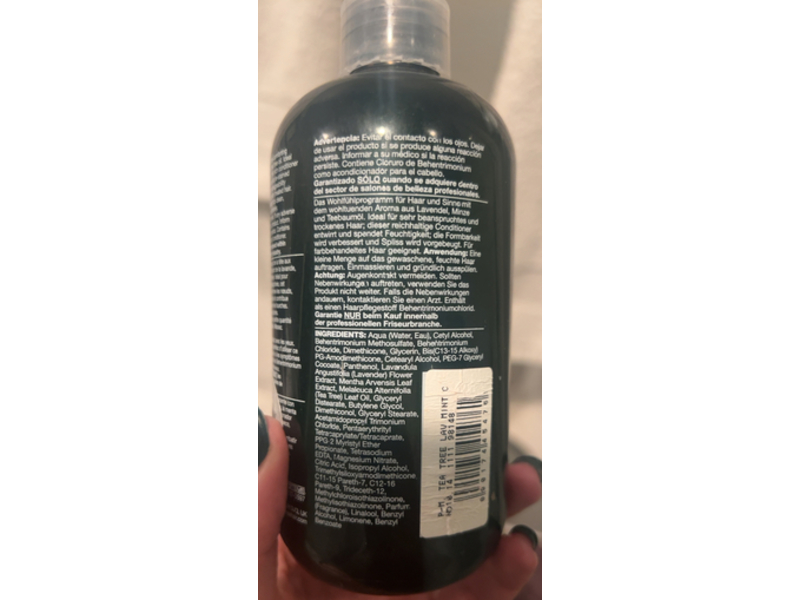 Advertencia: Evitar el contacto con los ojos. Dejar
de usar el producto si se produce alguna reacción
adversa. Informar a su médico si la reacción
persiste. Contiene Cloruro de Behentrimonium
como acondicionador para el cabello.
Garantizado SÓLO cuando se adquiere dentro
del sector de salones de belleza profesionales.
Das Wohlfühlprogramm für Haar und Sinne mit
dem wohltuenden Aroma aus Lavendel, Minze
und Teebaumöl. Ideal für sehr beanspruchtes und
trockenes Haar; dieser reichhaltige Conditioner
entwirrt und spendet Feuchtigkeit; die Formbarkeit
wird verbessert und Spliss wird vorgebeugt. Für
farbbehandeltes Haar geeignet. Anwendung: Eine
kleine Menge auf das gewaschene, feuchte Haar
auftragen. Einmassieren und gründlich ausspülen.
Achtung: Augenkontakt vermeiden. Sollten
Nebenwirkungen auftreten, verwenden Sie das
Produkt nicht weiter. Falls die Nebenwirkungen
andauern, kontaktieren Sie einen Arzt. Enthält
als einen Haarpflegestoff Behentrimoniumchlorid.
Garantie NUR beim Kauf innerhalb
der professionellen Friseurbranche.
INGREDIENTS: Aqua (Water, Eau), Cetyl Alcohol,
Behentrimonium Methosulfate, Behentrimonium
Chloride, Dimethicone, Glycerin, Bis(C13-15 Alkoxy)
PG-Amodimethicone, Cetearyl Alcohol, PEG-7 Glyceryl
Cocoate, Panthenol, Lavandula
Angustifolia (Lavender) Flower
Extract, Mentha Arvensis Leaf
Extract, Melaleuca Alternifolia
(Tea Tree) Leaf Oil, Glyceryl
Distearate, Butylene Glycol,
Dimethiconol, Glyceryl Stearate,
Acetamidopropyl Trimonium
Chloride, Pentaerythrityl
Tetracaprylate/Tetracaprate,
PPG-2 Myristyl Ether
Propionate, Tetrasodium
EDTA, Magnesium Nitrate,
Citric Acid, Isopropyl Alcohol,
Trimethylsiloxyamodimethicone,
C11-15 Pareth-7, C12-16
Pareth-9, Trideceth-12,
Methylchloroisothiazolinone,
Methylisothiazolinone, Parfum
(Fragrance), Linalool, Benzyl
Alcohol, Limonene, Benzyl
Benzoate
P-M TEA TREE LAV.MINT C
14 1111 98148